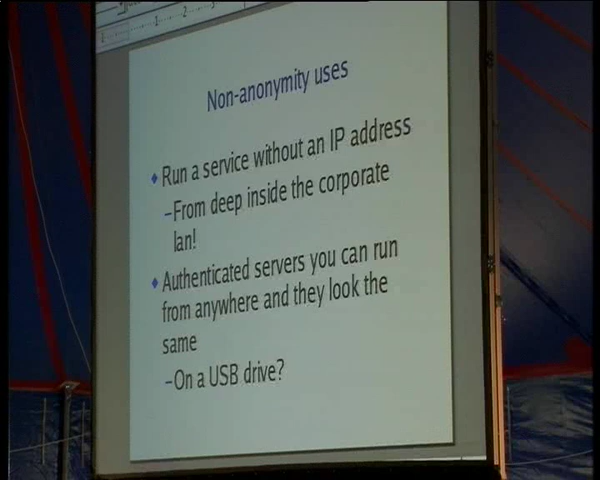 Non-anonymity uses
Run a service without an IP address
–From deep inside the corporate
lan!
Authenticated servers you can run
from anywhere and they look the
same
–On a USB drive?